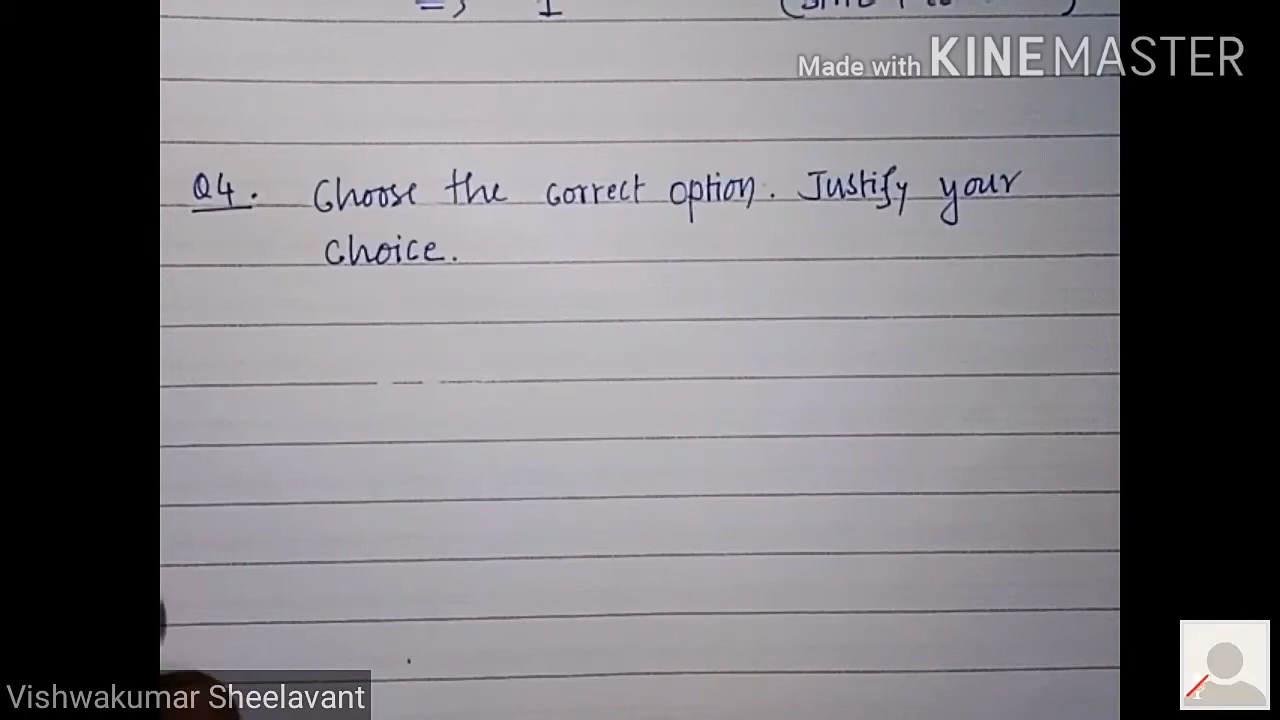 Made with KINEMASTER
Q4. Choose the correct option. Justify your
choice.
Vishwakumar Sheelavant